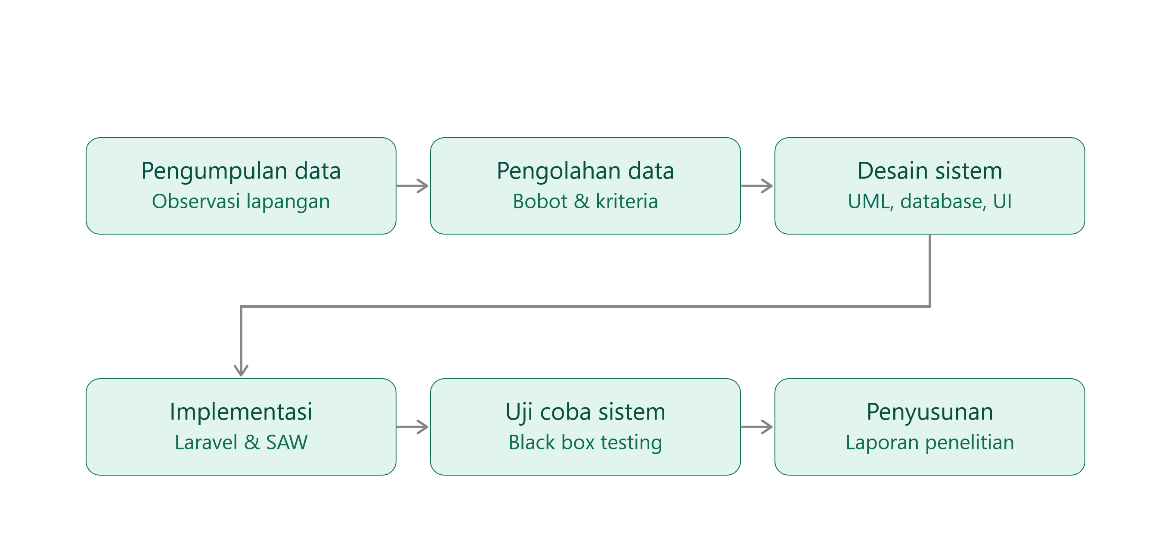 Pengumpulan data
Observasi lapangan
Pengolahan data
Bobot & kriteria
Desain sistem
UML, database, UI
Implementasi
Laravel & SAW
Uji coba sistem
Black box testing
Penyusunan
Laporan penelitian